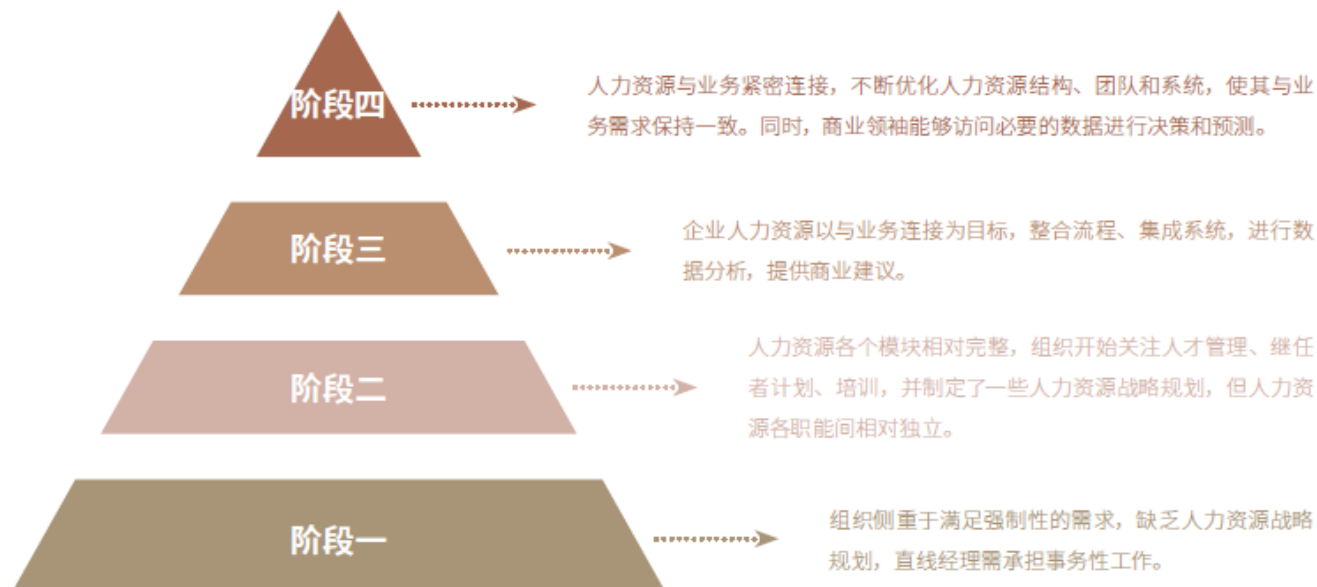 阶段四
人力资源与业务紧密连接，不断优化人力资源结构、团队和系统，使其与业
务需求保持一致。同时，商业领袖能够访问必要的数据进行决策和预测。
阶段三
企业人力资源以与业务连接为目标，整合流程、集成系统，进行数
据分析，提供商业建议。
阶段二
人力资源各个模块相对完整，组织开始关注人才管理、继任
者计划、培训，并制定了一些人力资源战略规划，但人力资
源各职能间相对独立。
阶段一
组织侧重于满足强制性的需求，缺乏人力资源战略
规划，直线经理需承担事务性工作。